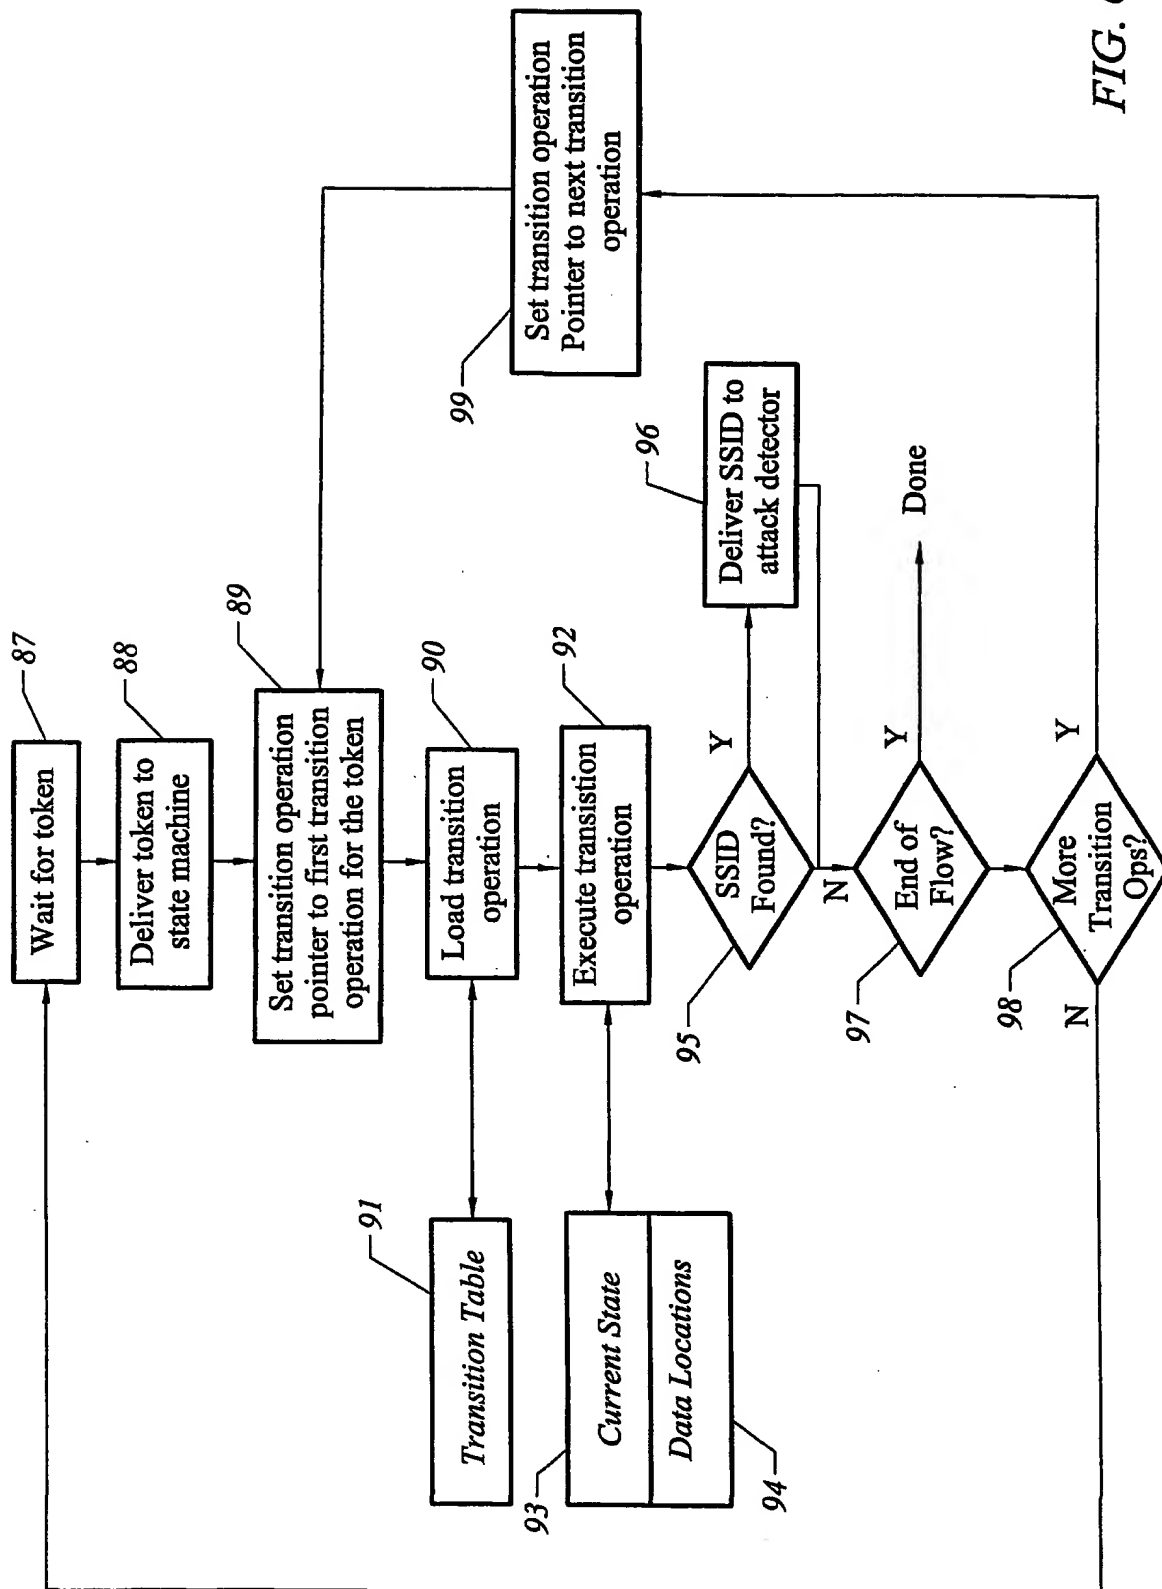 87
Wait for token
88
Deliver token to
state machine
89
Set transition operation
pointer to first transition
operation for the token
90
Load transition
operation
91
Transition Table
92
Execute transistion
operation
93
Current State
Data Locations
94
95
SSID
Found?
Y
N
96
Deliver SSID to
attack detector
97
End of
Flow?
Y
Done
98
More
Transition
Ops?
Y
N
99
Set transition operation
Pointer to next transition
operation
FIG.